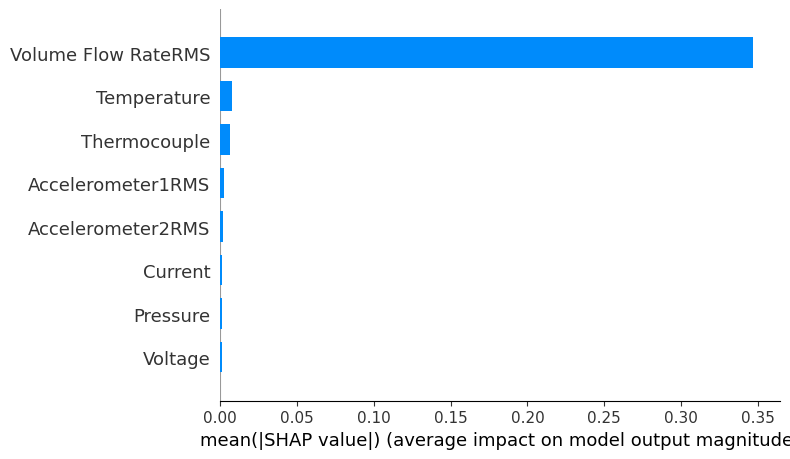 Volume Flow RateRMS
Temperature
Thermocouple
Accelerometer1RMS
Accelerometer2RMS
Current
Pressure
Voltage
0.00 0.05 0.10 0.15 0.20 0.25 0.30 0.35
mean(|SHAP value|) (average impact on model output magnitude